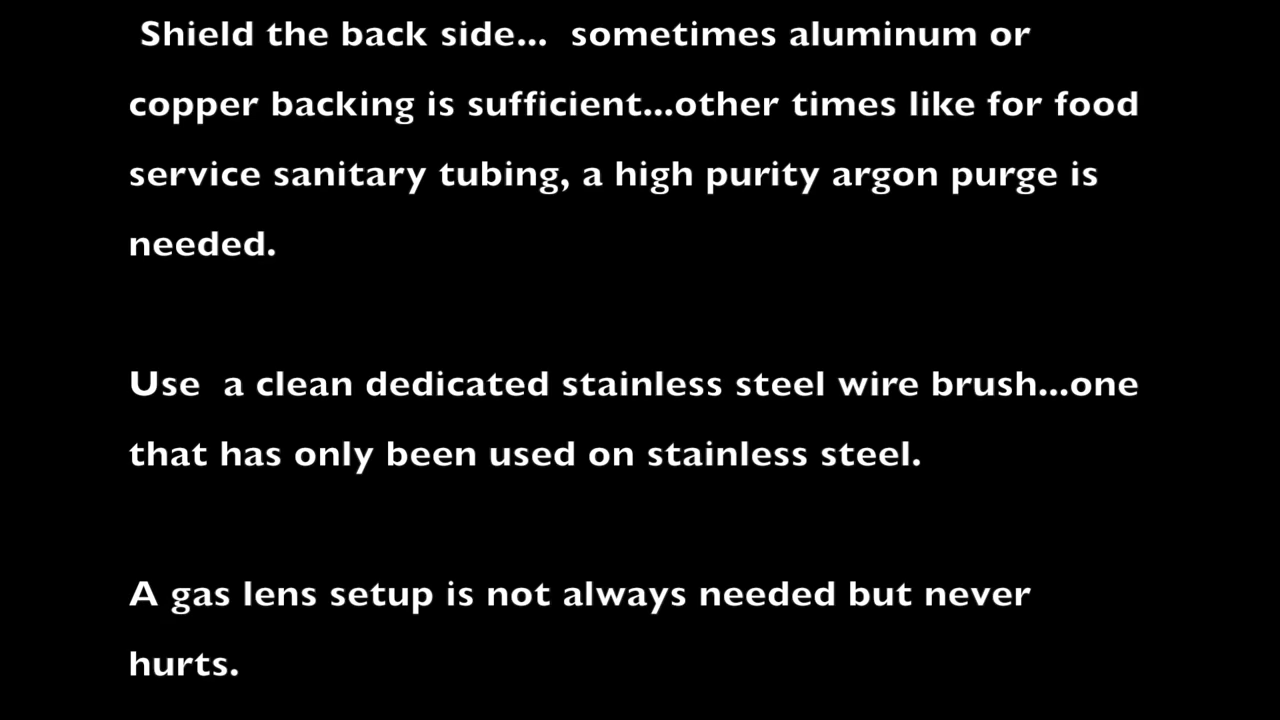 Shield the back side... sometimes aluminum or
copper backing is sufficient...other times like for food
service sanitary tubing, a high purity argon purge is
needed.
Use a clean dedicated stainless steel wire brush...one
that has only been used on stainless steel.
A gas lens setup is not always needed but never
hurts.